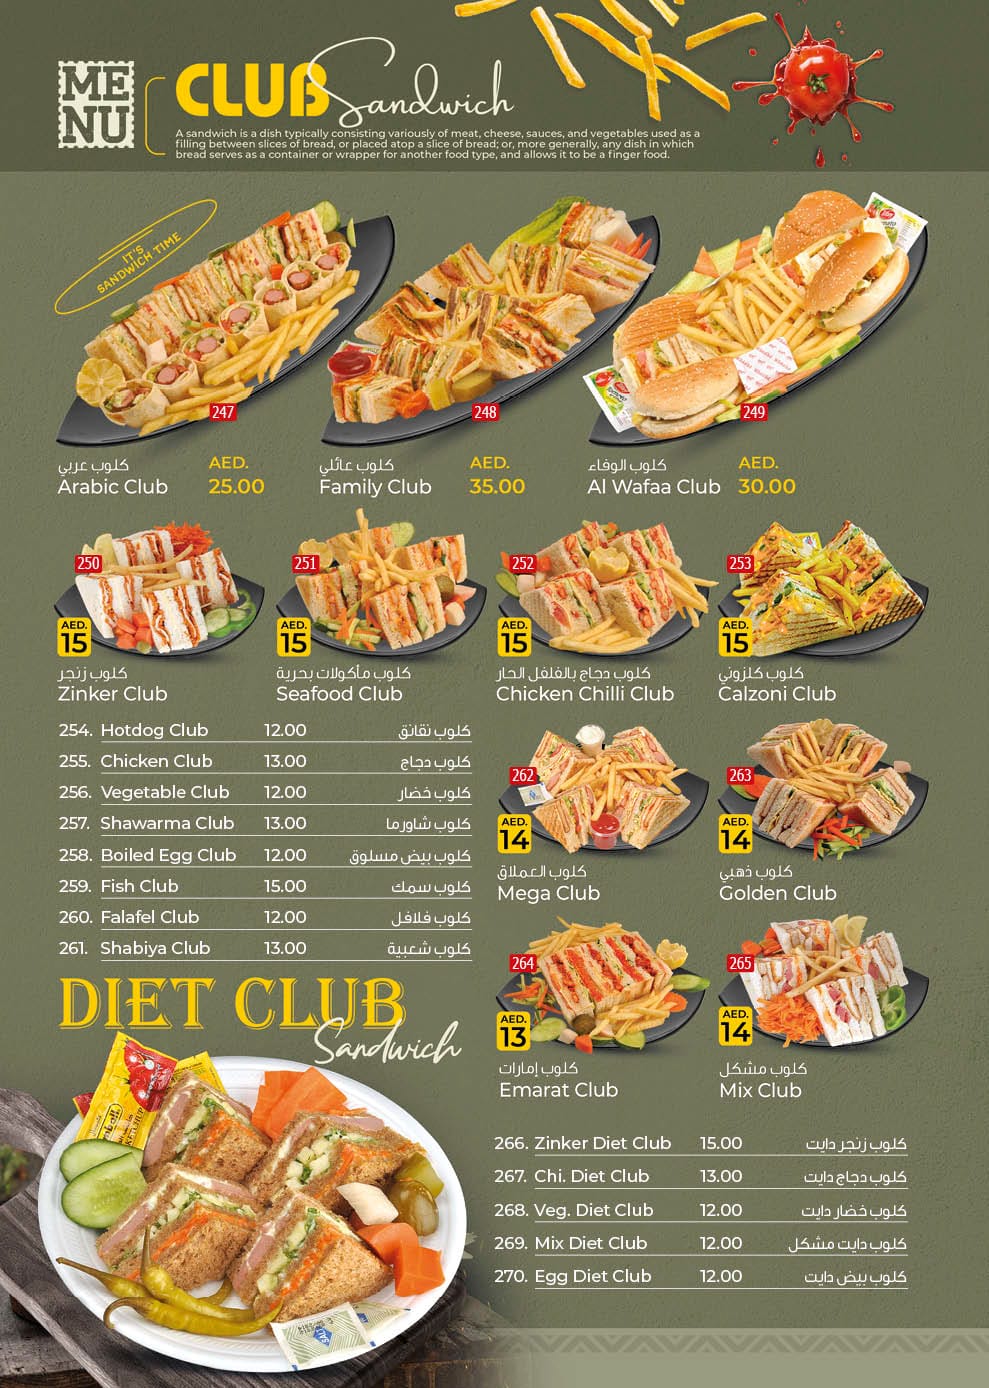 ME
NU
CLUB Sandwich
A sandwich is a dish typically consisting variously of meat, cheese, sauces, and vegetables used as a
filling between slices of bread, or placed atop a slice of bread; or, more generally, any dish in which
bread serves as a container or wrapper for another food type, and allows it to be a finger food.
IT'S
SANDWICH TIME
247
248
249
كلوب عربي
Arabic Club
AED.
25.00
كلوب عائلي
Family Club
AED.
35.00
كلوب الوفاء
Al Wafaa Club
AED.
30.00
250
AED.
15
كلوب زنجر
Zinker Club
251
AED.
15
كلوب مأكولات بحرية
Seafood Club
252
AED.
15
كلوب دجاج بالفلفل الحار
Chicken Chilli Club
253
AED.
15
كلوب كلزوني
Calzoni Club
254. Hotdog Club 12.00 كلوب نقانق
255. Chicken Club 13.00 كلوب دجاج
256. Vegetable Club 12.00 كلوب خضار
257. Shawarma Club 13.00 كلوب شاورما
258. Boiled Egg Club 12.00 كلوب بيض مسلوق
259. Fish Club 15.00 كلوب سمك
260. Falafel Club 12.00 كلوب فلافل
261. Shabiya Club 13.00 كلوب شعبية
262
AED.
14
كلوب العملاق
Mega Club
263
AED.
14
كلوب ذهبي
Golden Club
264
AED.
13
كلوب إمارات
Emarat Club
265
AED.
14
كلوب مشكل
Mix Club
DIET CLUB
Sandwich
KETCHUP
SALT
266. Zinker Diet Club 15.00 كلوب زنجر دايت
267. Chi. Diet Club 13.00 كلوب دجاج دايت
268. Veg. Diet Club 12.00 كلوب خضار دايت
269. Mix Diet Club 12.00 كلوب دايت مشكل
270. Egg Diet Club 12.00 كلوب بيض دايت